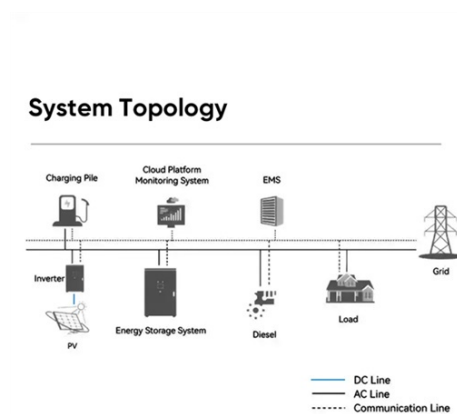 System Topology
Charging Pile
Cloud Platform
Monitoring System
EMS
Grid
Inverter
Energy Storage System
Diesel
Load
PV
DC Line
AC Line
Communication Line